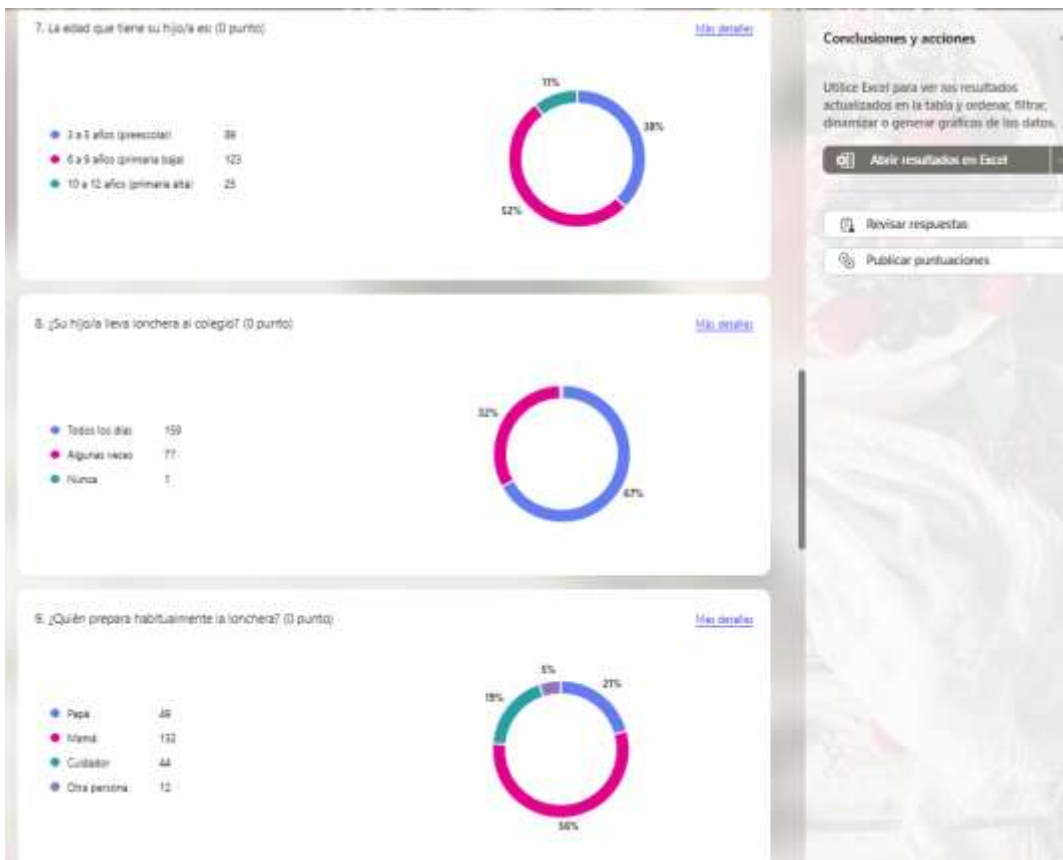 7. La edad que tiene su hijo/a es: (0 punto)
Más detalles
3 a 5 años (preescolar) 89
6 a 9 años (primaria baja) 123
10 a 12 años (primaria alta) 25
11%
38%
52%
8. ¿Su hijo/a lleva lonchera al colegio? (0 punto)
Más detalles
Todos los días 159
Algunas veces 77
Nunca 1
32%
67%
9. ¿Quién prepara habitualmente la lonchera? (0 punto)
Más detalles
Papá 49
Mamá 132
Cuidador 44
Otra persona 12
5%
21%
19%
56%
Conclusiones y acciones
Utilice Excel para ver los resultados
actualizados en la tabla y ordenar, filtrar,
dinamizar o generar gráficos de los datos.
Abrir resultados en Excel
Revisar respuestas
Publicar puntuaciones